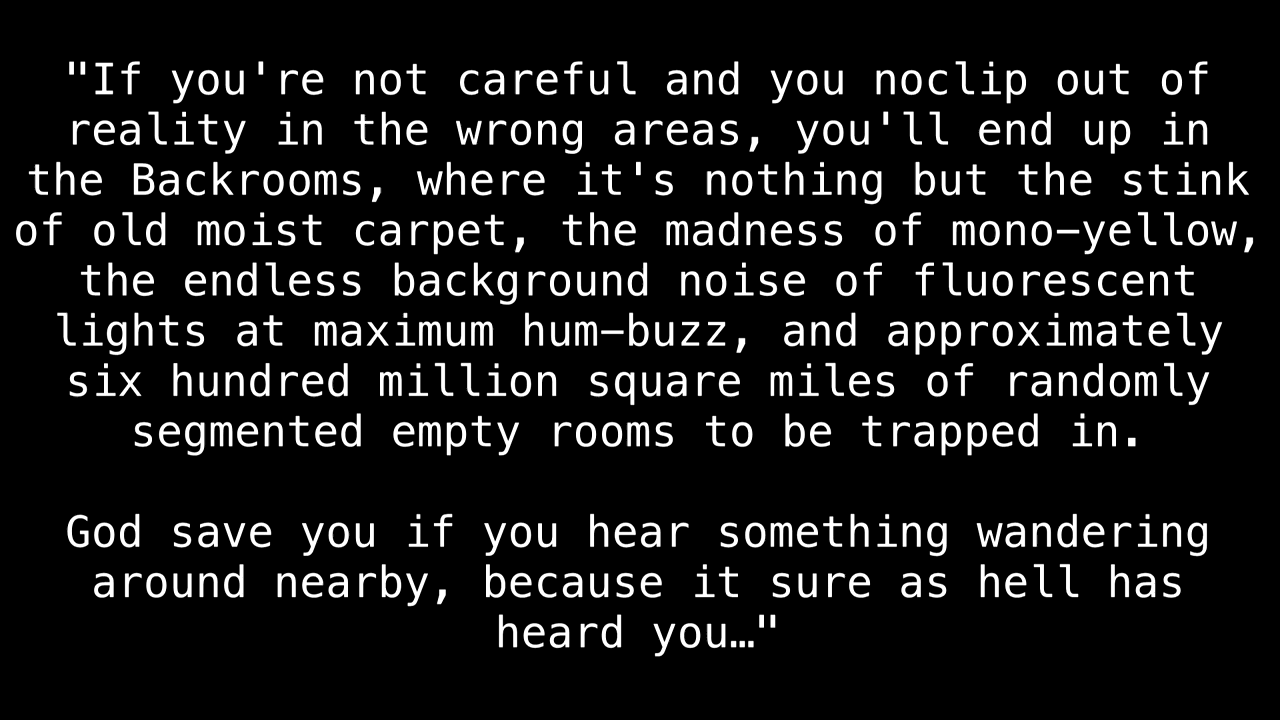 "If you're not careful and you noclip out of
reality in the wrong areas, you'll end up in
the Backrooms, where it's nothing but the stink
of old moist carpet, the madness of mono–yellow,
the endless background noise of fluorescent
lights at maximum hum–buzz, and approximately
six hundred million square miles of randomly
segmented empty rooms to be trapped in.
God save you if you hear something wandering
around nearby, because it sure as hell has
heard you…"